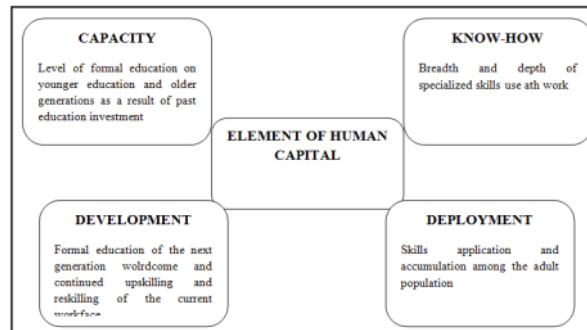 CAPACITY
Level of formal education on
younger education and older
generations as a result of past
education investment
KNOW-HOW
Breadth and depth of
specialized skills use ath work
ELEMENT OF HUMAN
CAPITAL
DEVELOPMENT
Formal education of the next
generation wolrdcome and
continued upskilling and
reskilling of the current
workface
DEPLOYMENT
Skills application and
accumulation among the adult
population